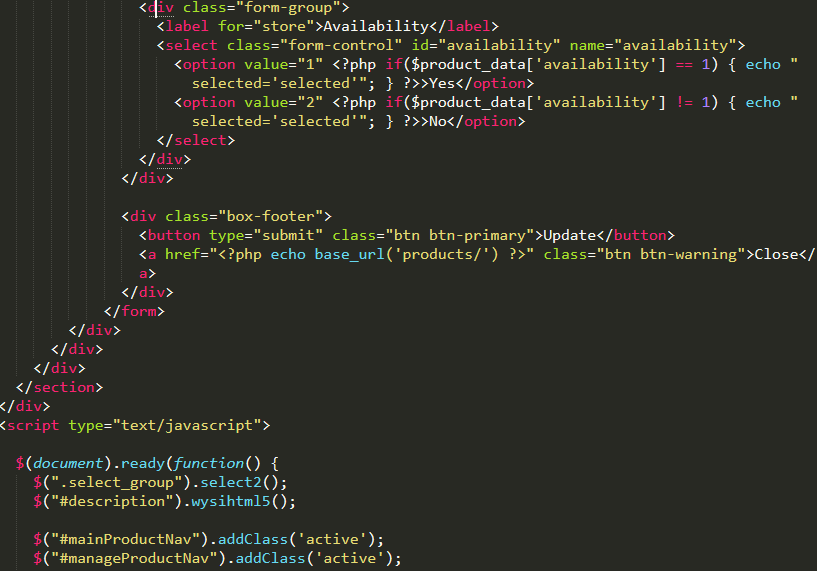 <div class="form-group">
<label for="store">Availability</label>
<select class="form-control" id="availability" name="availability">
<option value="1" <?php if($product_data['availability'] == 1) { echo "
selected='selected'"; } ?>>Yes</option>
<option value="2" <?php if($product_data['availability'] != 1) { echo "
selected='selected'"; } ?>>No</option>
</select>
</div>
</div>
<div class="box-footer">
<button type="submit" class="btn btn-primary">Update</button>
<a href="<?php echo base_url('products/') ?>" class="btn btn-warning">Close</
a>
</div>
</form>
</div>
</div>
</div>
</section>
</div>
<script type="text/javascript">
$(document).ready(function() {
$(".select_group").select2();
$("#description").wysihtml5();
$("#mainProductNav").addClass('active');
$("#manageProductNav").addClass('active');